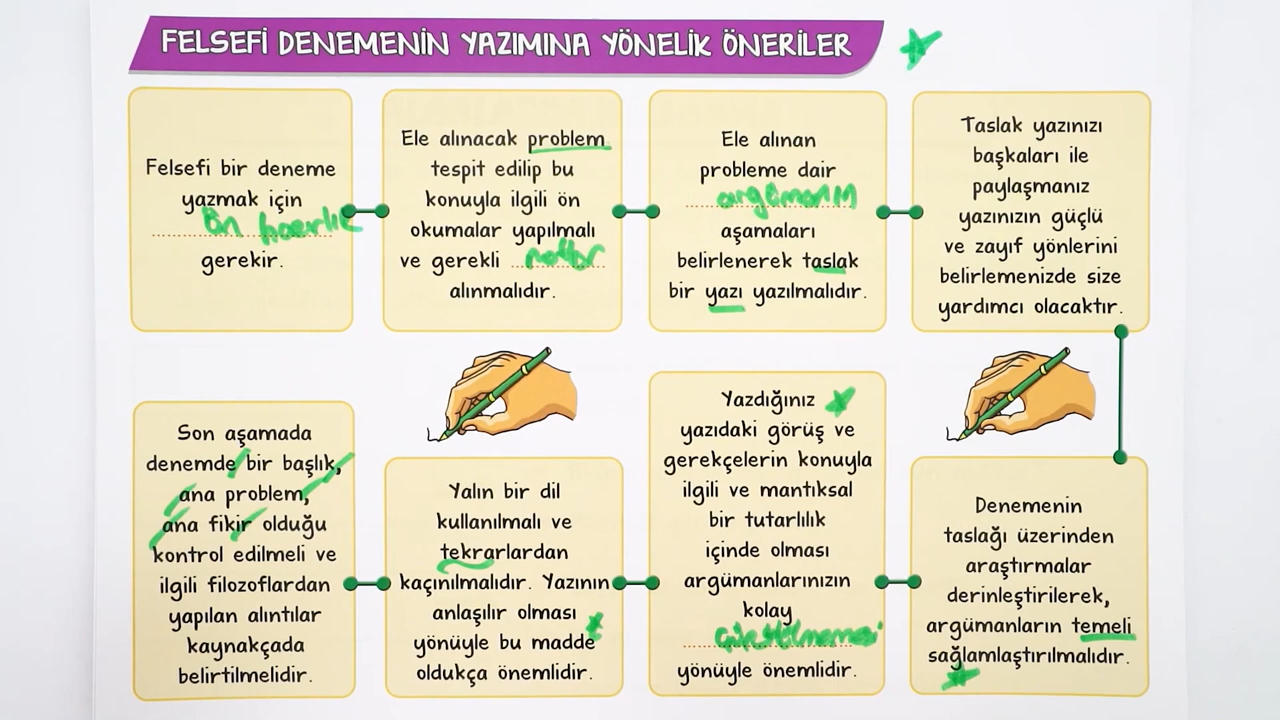 FELSEFİ DENEMENİN YAZIMINA YÖNELİK ÖNERİLER
Felsefi bir deneme
yazmak için
ön hazırlık
gerekir.
Ele alınacak problem
tespit edilip bu
konuyla ilgili ön
okumalar yapılmalı
ve gerekli notlar
alınmalıdır.
Ele alınan
probleme dair
argümanın
aşamaları
belirlenerek taslak
bir yazı yazılmalıdır.
Taslak yazınızı
başkaları ile
paylaşmanız
yazınızın güçlü
ve zayıf yönlerini
belirlemenizde size
yardımcı olacaktır.
Denemenin
taslağı üzerinden
araştırmalar
derinleştirilerek,
argümanların temeli
sağlamlaştırılmalıdır.
Yazdığınız
yazıdaki görüş ve
gerekçelerin konuyla
ilgili ve mantıksal
bir tutarlılık
içinde olması
argümanlarınızın
kolay
çürütülmemesi
yönüyle önemlidir.
Yalın bir dil
kullanılmalı ve
tekrarlardan
kaçınılmalıdır. Yazının
anlaşılır olması
yönüyle bu madde
oldukça önemlidir.
Son aşamada
denemde bir başlık,
ana problem,
ana fikir olduğu
kontrol edilmeli ve
ilgili filozoflardan
yapılan alıntılar
kaynakçada
belirtilmelidir.